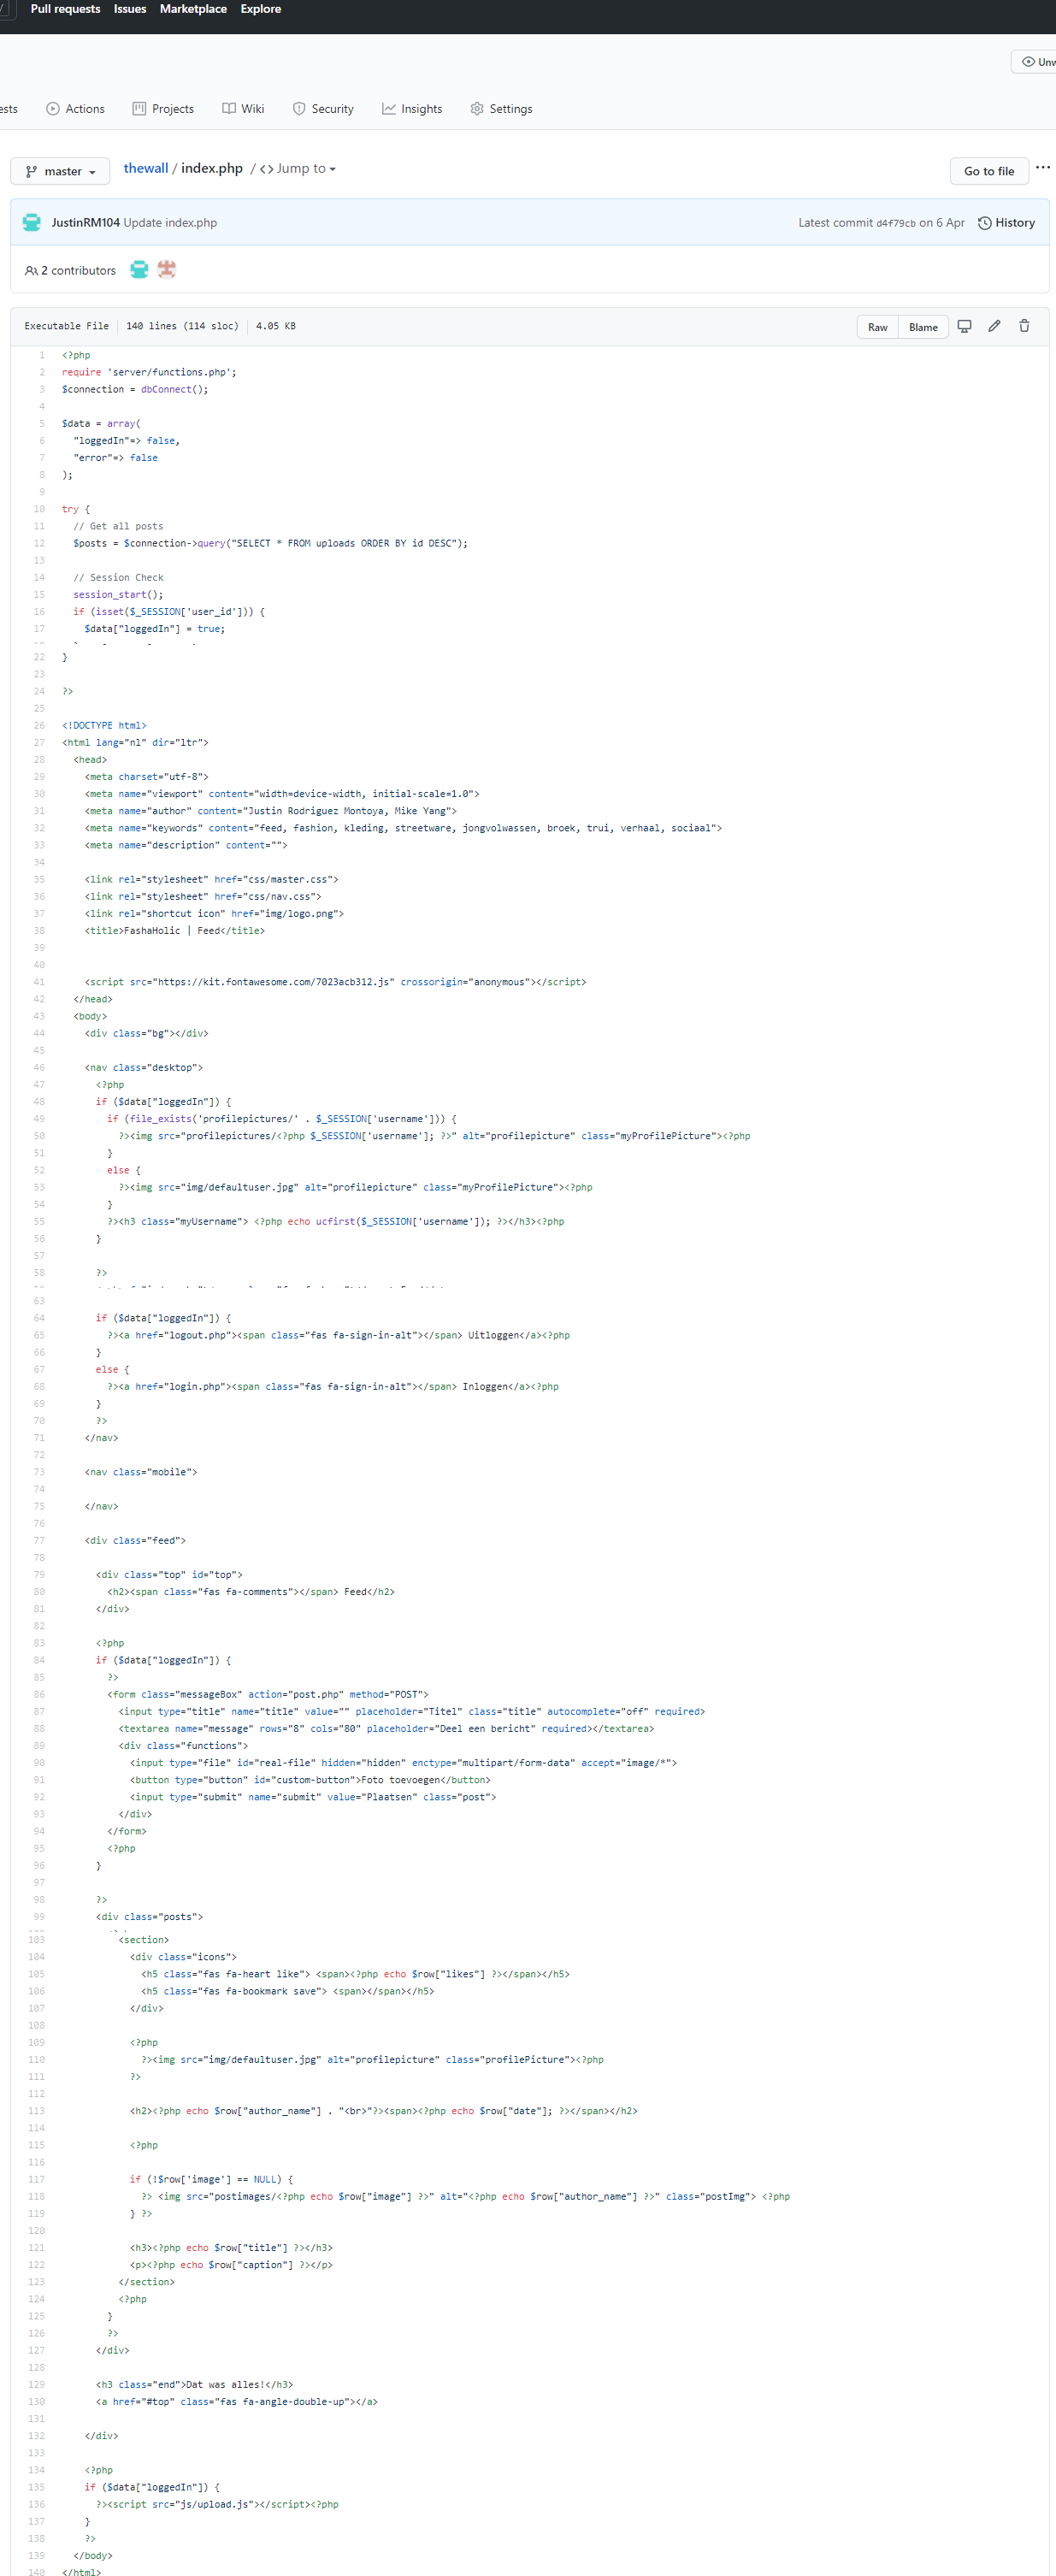 Pull requests Issues Marketplace Explore
Actions Projects Wiki Security Insights Settings
master thewall / index.php / <> Jump to Go to file ...
JustinRM104 Update index.php Latest commit d4f79cb on 6 Apr History
2 contributors
Executable File 140 lines (114 sloc) 4.05 KB Raw Blame
1 <?php
2 require 'server/functions.php';
3 $connection = dbConnect();
4
5 $data = array(
6 "loggedIn"=> false,
7 "error"=> false
8 );
9
10 try {
11 // Get all posts
12 $posts = $connection->query("SELECT * FROM uploads ORDER BY id DESC");
13
14 // Session Check
15 session_start();
16 if (isset($_SESSION['user_id'])) {
17 $data["loggedIn"] = true;
22 }
23
24 ?>
25
26 <!DOCTYPE html>
27 <html lang="nl" dir="ltr">
28 <head>
29 <meta charset="utf-8">
30 <meta name="viewport" content="width=device-width, initial-scale=1.0">
31 <meta name="author" content="Justin Rodriguez Montoya, Mike Yang">
32 <meta name="keywords" content="feed, fashion, kleding, streetware, jongvolwassen, broek, trui, verhaal, sociaal">
33 <meta name="description" content="">
34
35 <link rel="stylesheet" href="css/master.css">
36 <link rel="stylesheet" href="css/nav.css">
37 <link rel="shortcut icon" href="img/logo.png">
38 <title>FashaHolic | Feed</title>
39
40
41 <script src="https://kit.fontawesome.com/7023acb312.js" crossorigin="anonymous"></script>
42 </head>
43 <body>
44 <div class="bg"></div>
45
46 <nav class="desktop">
47 <?php
48 if ($data["loggedIn"]) {
49 if (file_exists('profilepictures/' . $_SESSION['username'])) {
50 ?><img src="profilepictures/<?php $_SESSION['username']; ?>" alt="profilepicture" class="myProfilePicture"><?php
51 }
52 else {
53 ?><img src="img/defaultuser.jpg" alt="profilepicture" class="myProfilePicture"><?php
54 }
55 ?><h3 class="myUsername"> <?php echo ucfirst($_SESSION['username']); ?></h3><?php
56 }
57
58 ?>
63
64 if ($data["loggedIn"]) {
65 ?><a href="logout.php"><span class="fas fa-sign-in-alt"></span> Uitloggen</a><?php
66 }
67 else {
68 ?><a href="login.php"><span class="fas fa-sign-in-alt"></span> Inloggen</a><?php
69 }
70 ?>
71 </nav>
72
73 <nav class="mobile">
74
75 </nav>
76
77 <div class="feed">
78
79 <div class="top" id="top">
80 <h2><span class="fas fa-comments"></span> Feed</h2>
81 </div>
82
83 <?php
84 if ($data["loggedIn"]) {
85 ?>
86 <form class="messageBox" action="post.php" method="POST">
87 <input type="title" name="title" value="" placeholder="Titel" class="title" autocomplete="off" required>
88 <textarea name="message" rows="8" cols="80" placeholder="Deel een bericht" required></textarea>
89 <div class="functions">
90 <input type="file" id="real-file" hidden="hidden" enctype="multipart/form-data" accept="image/*">
91 <button type="button" id="custom-button">Foto toevoegen</button>
92 <input type="submit" name="submit" value="Plaatsen" class="post">
93 </div>
94 </form>
95 <?php
96 }
97
98 ?>
99 <div class="posts">
103 <section>
104 <div class="icons">
105 <h5 class="fas fa-heart like"> <span><?php echo $row["likes"] ?></span></h5>
106 <h5 class="fas fa-bookmark save"> <span></span></h5>
107 </div>
108
109 <?php
110 ?><img src="img/defaultuser.jpg" alt="profilepicture" class="profilePicture"><?php
111 ?>
112
113 <h2><?php echo $row["author_name"] . "<br>"?><span><?php echo $row["date"]; ?></span></h2>
114
115 <?php
116
117 if (!$row['image'] == NULL) {
118 ?> <img src="postimages/<?php echo $row["image"] ?>" alt="<?php echo $row["author_name"] ?>" class="postImg"> <?php
119 } ?>
120
121 <h3><?php echo $row["title"] ?></h3>
122 <p><?php echo $row["caption"] ?></p>
123 </section>
124 <?php
125 }
126 ?>
127 </div>
128
129 <h3 class="end">Dat was alles!</h3>
130 <a href="#top" class="fas fa-angle-double-up"></a>
131
132 </div>
133
134 <?php
135 if ($data["loggedIn"]) {
136 ?><script src="js/upload.js"></script><?php
137 }
138 ?>
139 </body>
140 </html>